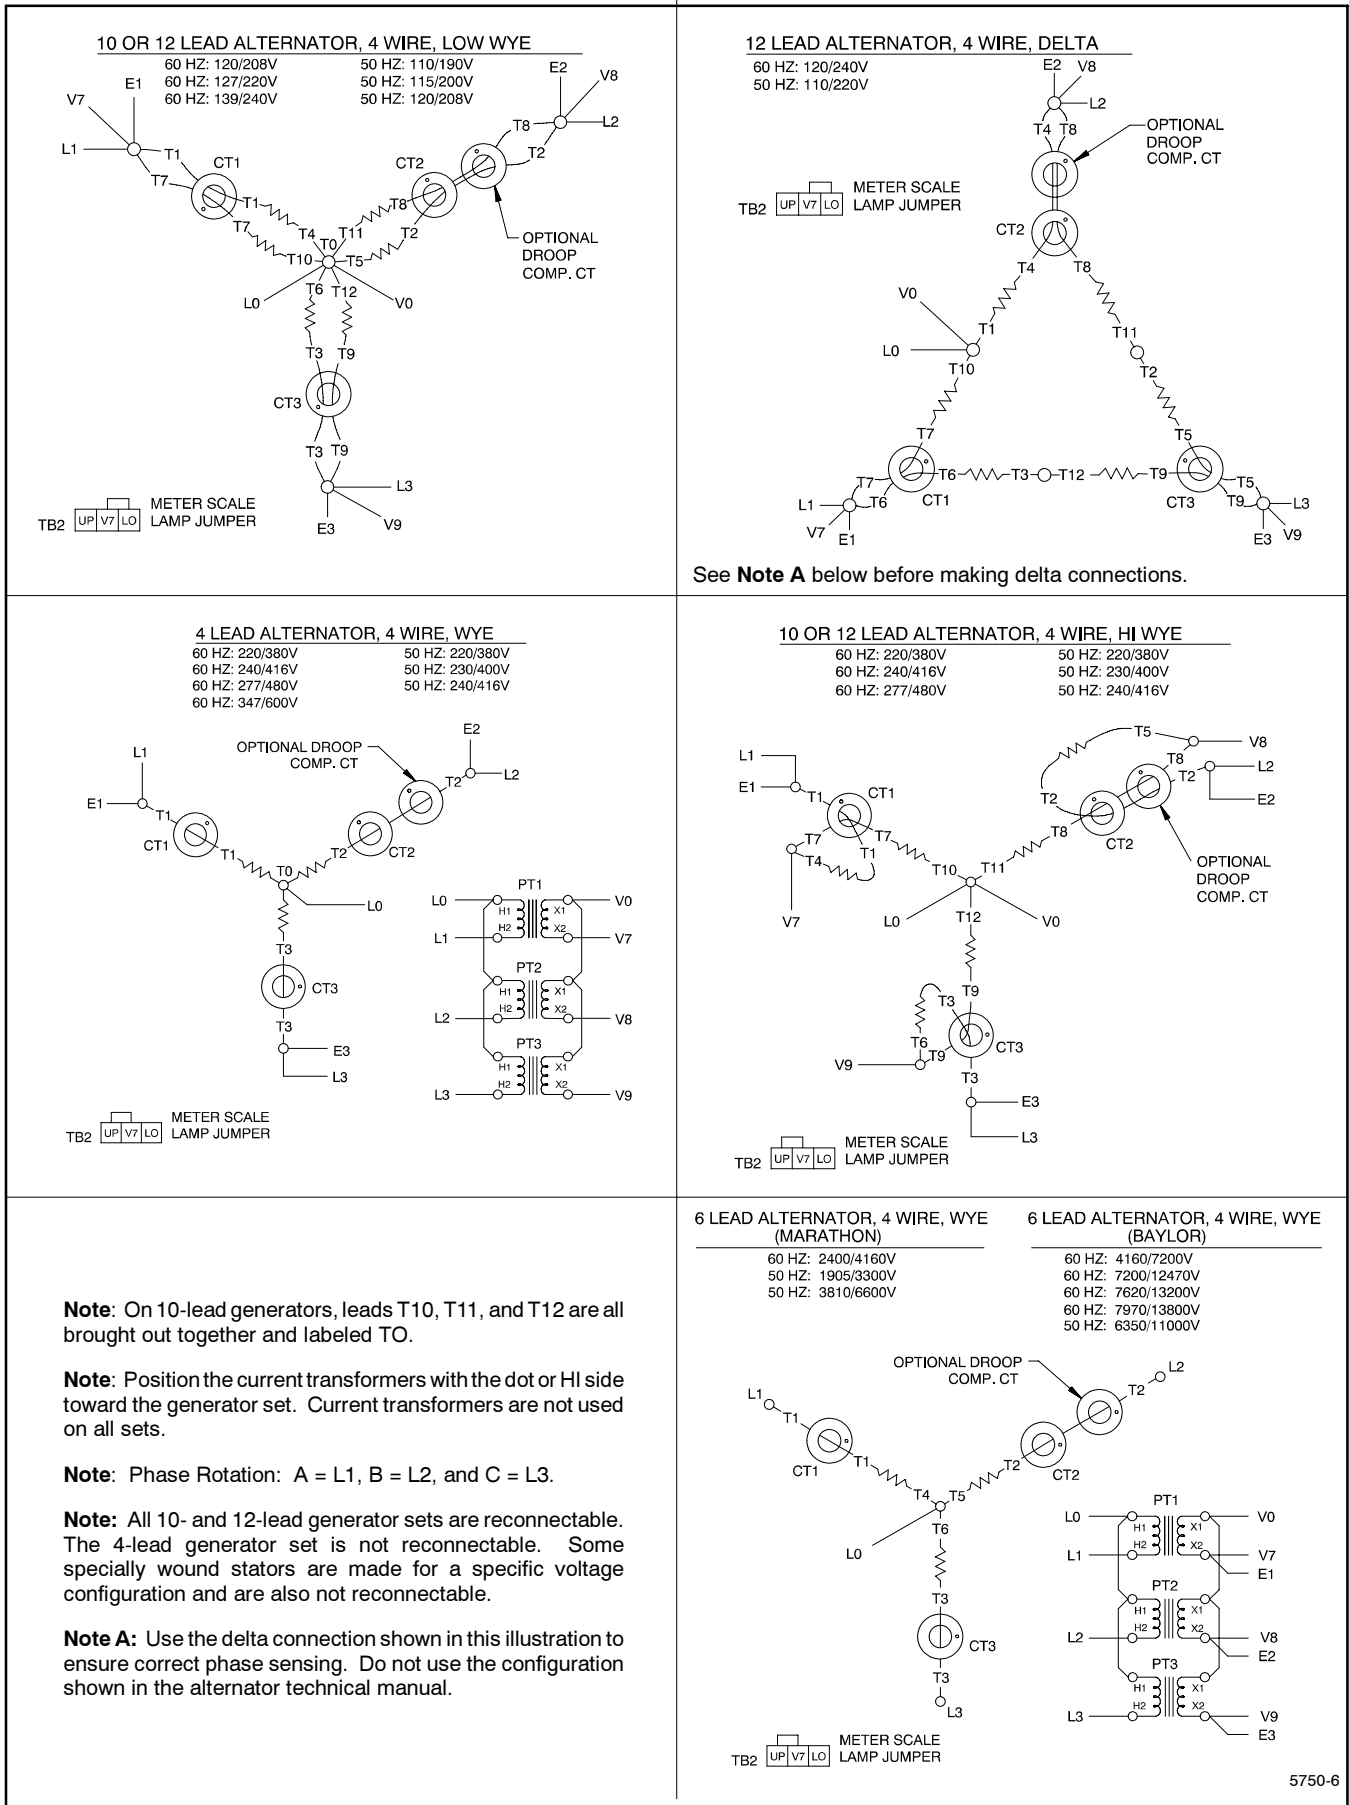 10 OR 12 LEAD ALTERNATOR, 4 WIRE, LOW WYE
60 HZ: 120/208V 50 HZ: 110/190V
60 HZ: 127/220V 50 HZ: 115/200V
60 HZ: 139/240V 50 HZ: 120/208V
E1
V7
L1
T1
T7
CT1
T1
T7
T4
T10
T0
E2
V8
L2
T8
T2
CT2
T8
T2
T11
T5
OPTIONAL
DROOP
COMP. CT
L0
V0
T6
T12
T3
T9
CT3
T3
T9
L3
V9
E3
TB2
UP V7 LO
METER SCALE
LAMP JUMPER
12 LEAD ALTERNATOR, 4 WIRE, DELTA
60 HZ: 120/240V
50 HZ: 110/220V
E2
V8
L2
T4
T8
OPTIONAL
DROOP
COMP. CT
TB2
UP V7 LO
METER SCALE
LAMP JUMPER
CT2
T4
T8
V0
L0
T1
T10
T11
T2
T7
T5
T6
T3
T12
T9
T7
T6
CT1
CT3
T5
T9
L1
V7
E1
L3
V9
E3
See Note A below before making delta connections.
4 LEAD ALTERNATOR, 4 WIRE, WYE
60 HZ: 220/380V 50 HZ: 220/380V
60 HZ: 240/416V 50 HZ: 230/400V
60 HZ: 277/480V 50 HZ: 240/416V
60 HZ: 347/600V
L1
E1
T1
CT1
T1
OPTIONAL DROOP
COMP. CT
E2
L2
T2
CT2
T2
T0
L0
T3
CT3
T3
E3
L3
PT1
L0
H1
X1
V0
L1
H2
X2
V7
PT2
H1
X1
L2
H2
X2
V8
PT3
H1
X1
L3
H2
X2
V9
TB2
UP V7 LO
METER SCALE
LAMP JUMPER
10 OR 12 LEAD ALTERNATOR, 4 WIRE, HI WYE
60 HZ: 220/380V 50 HZ: 220/380V
60 HZ: 240/416V 50 HZ: 230/400V
60 HZ: 277/480V 50 HZ: 240/416V
L1
E1
T1
CT1
T7
T4
T1
T7
V7
T10
T5
V8
T8
T2
L2
E2
T2
T8
CT2
T11
OPTIONAL
DROOP
COMP. CT
L0
V0
T12
T9
T3
T6
T9
CT3
V9
T3
E3
L3
TB2
UP V7 LO
METER SCALE
LAMP JUMPER
Note: On 10-lead generators, leads T10, T11, and T12 are all
brought out together and labeled TO.
Note: Position the current transformers with the dot or HI side
toward the generator set. Current transformers are not used
on all sets.
Note: Phase Rotation: A = L1, B = L2, and C = L3.
Note: All 10- and 12-lead generator sets are reconnectable.
The 4-lead generator set is not reconnectable. Some
specially wound stators are made for a specific voltage
configuration and are also not reconnectable.
Note A: Use the delta connection shown in this illustration to
ensure correct phase sensing. Do not use the configuration
shown in the alternator technical manual.
6 LEAD ALTERNATOR, 4 WIRE, WYE
(MARATHON)
60 HZ: 2400/4160V
50 HZ: 1905/3300V
50 HZ: 3810/6600V
6 LEAD ALTERNATOR, 4 WIRE, WYE
(BAYLOR)
60 HZ: 4160/7200V
60 HZ: 7200/12470V
60 HZ: 7620/13200V
60 HZ: 7970/13800V
50 HZ: 6350/11000V
OPTIONAL DROOP
COMP. CT
L1
T1
CT1
T1
T4
L2
T2
CT2
T2
T5
L0
T6
T3
CT3
T3
L3
PT1
L0
H1
X1
V0
L1
H2
X2
V7
E1
PT2
H1
X1
L2
H2
X2
V8
E2
PT3
H1
X1
L3
H2
X2
V9
E3
TB2
UP V7 LO
METER SCALE
LAMP JUMPER
5750-6